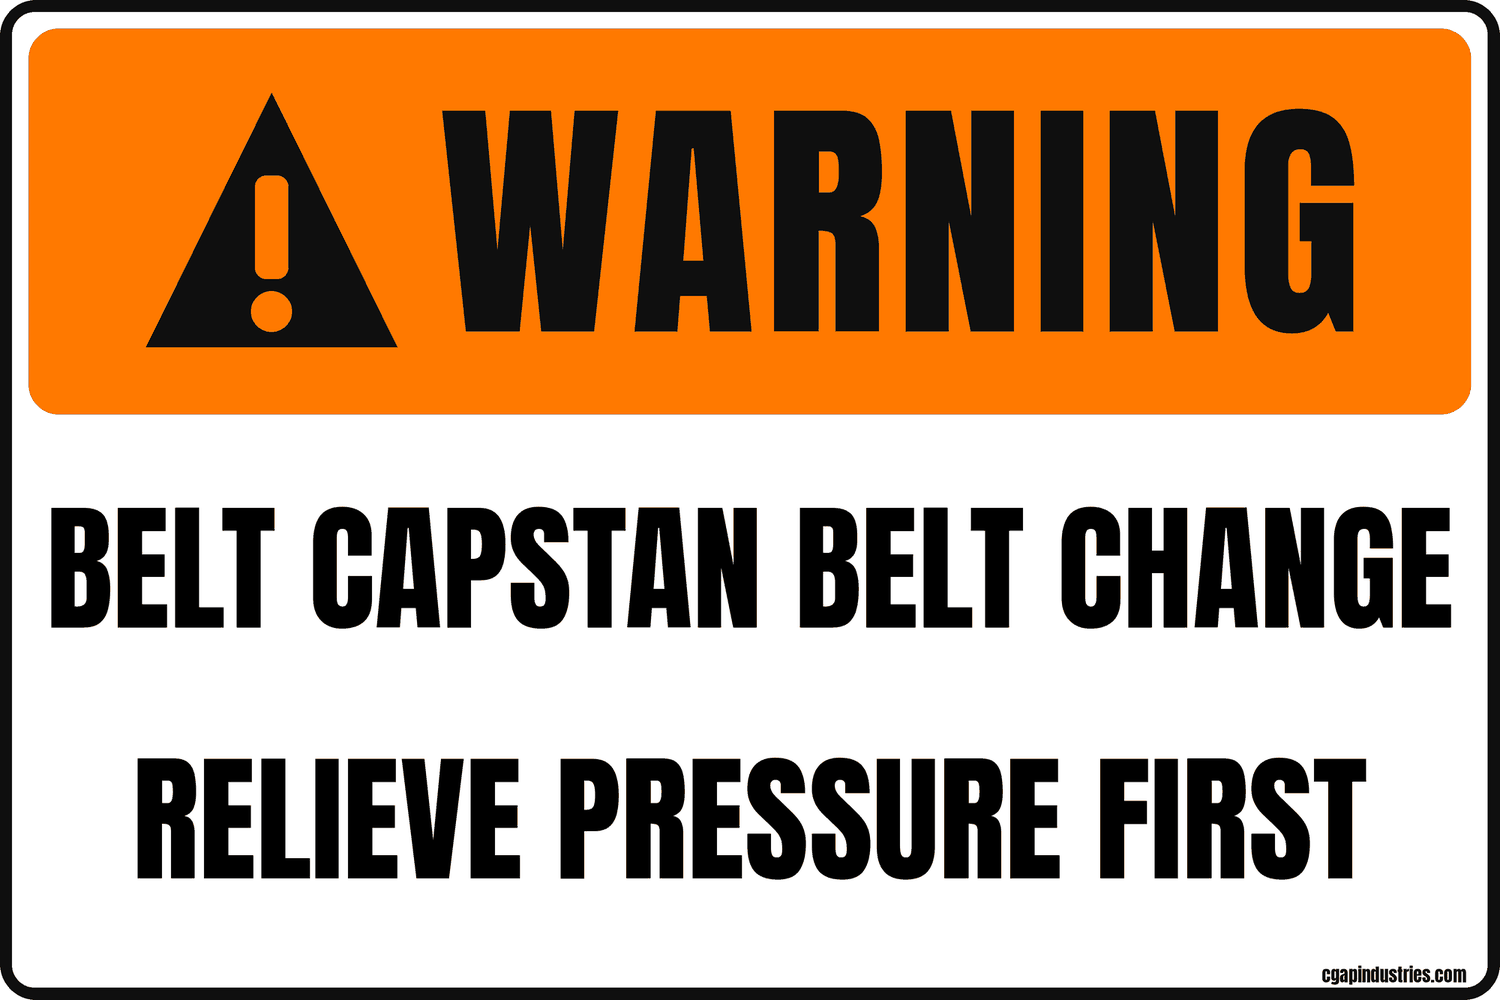 WARNING
BELT CAPSTAN BELT CHANGE
RELIEVE PRESSURE FIRST
cgapindustries.com